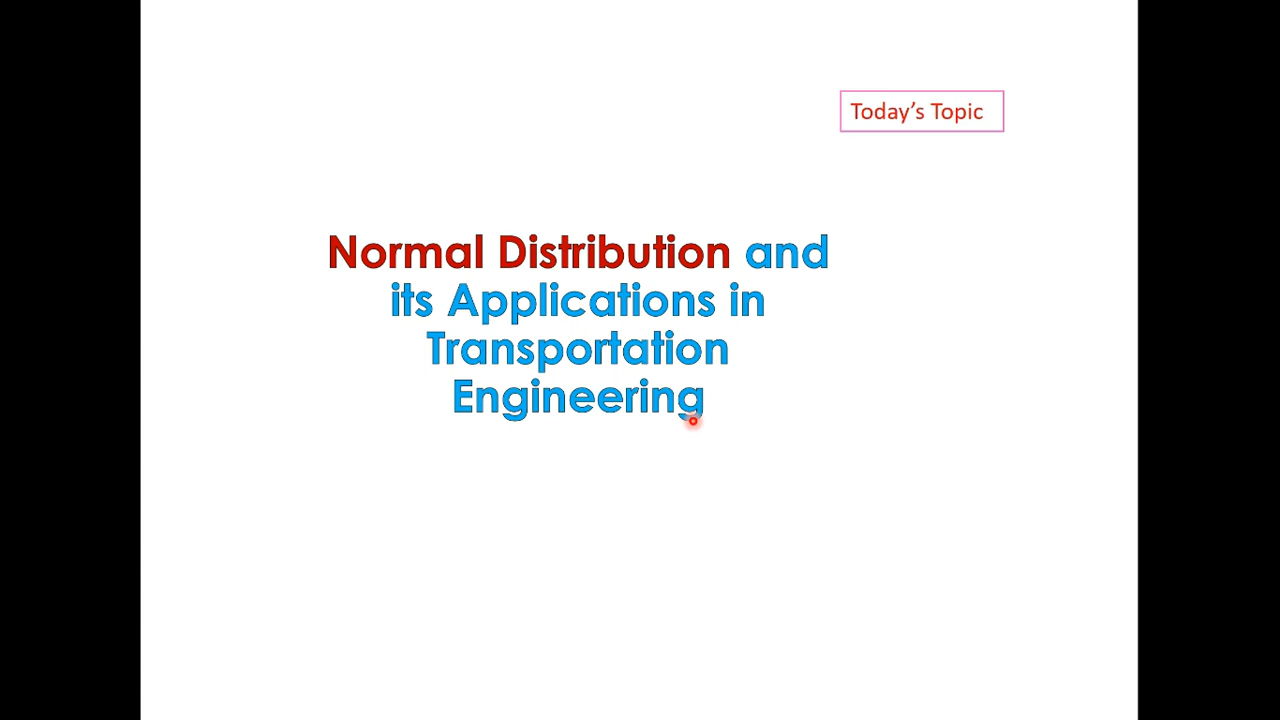 Today's Topic
Normal Distribution and
its Applications in
Transportation
Engineering